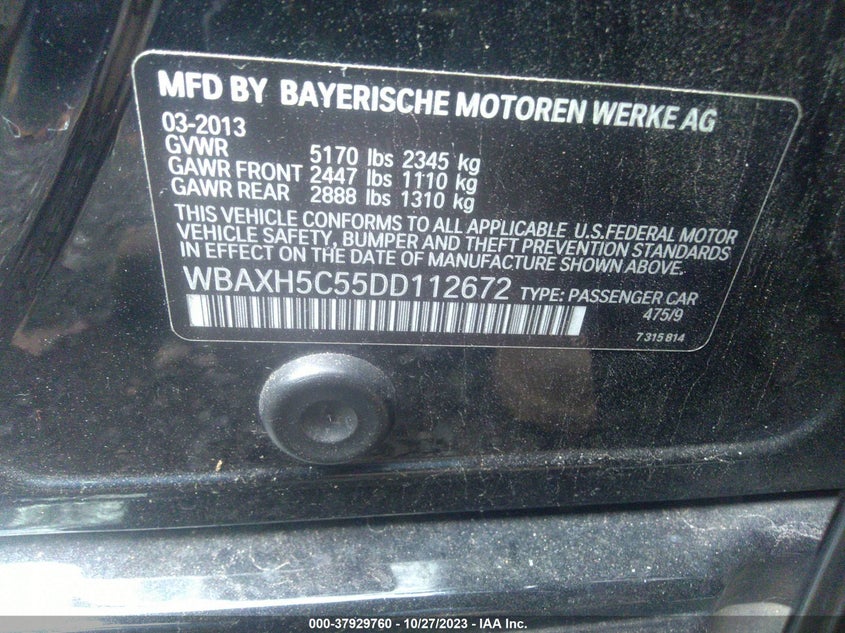 MFD BY BAYERISCHE MOTOREN WERKE AG
03-2013
GVWR 5170 lbs 2345 kg
GAWR FRONT 2447 lbs 1110 kg
GAWR REAR 2888 lbs 1310 kg
THIS VEHICLE CONFORMS TO ALL APPLICABLE U.S.FEDERAL MOTOR
VEHICLE SAFETY, BUMPER AND THEFT PREVENTION STANDARDS
IN EFFECT ON THE DATE OF MANUFACTURE SHOWN ABOVE.
WBAXH5C55DD112672 TYPE: PASSENGER CAR
475/9
7 315 814
000-37929760 - 10/27/2023 - IAA Inc.